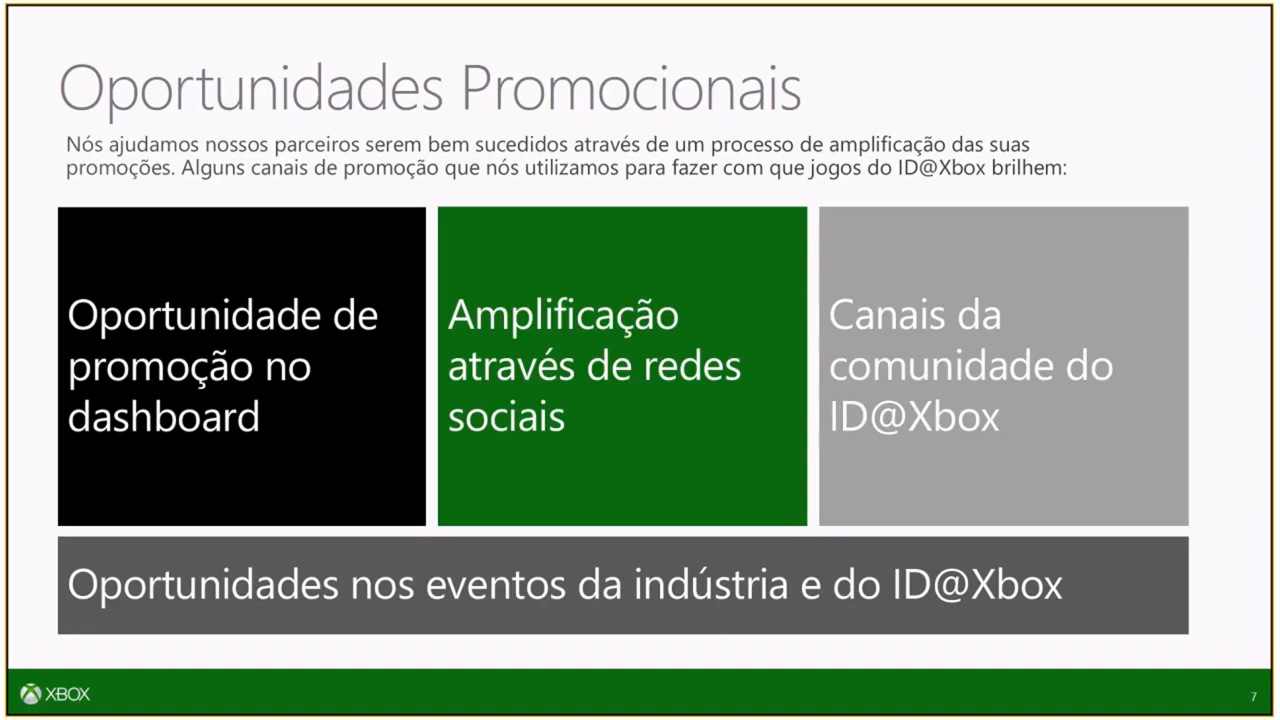 Oportunidades Promocionais
Nós ajudamos nossos parceiros serem bem sucedidos através de um processo de amplificação das suas
promoções. Alguns canais de promoção que nós utilizamos para fazer com que jogos do ID@Xbox brilhem:
Oportunidade de
promoção no
dashboard
Amplificação
através de redes
sociais
Canais da
comunidade do
ID@Xbox
Oportunidades nos eventos da indústria e do ID@Xbox
XBOX
7